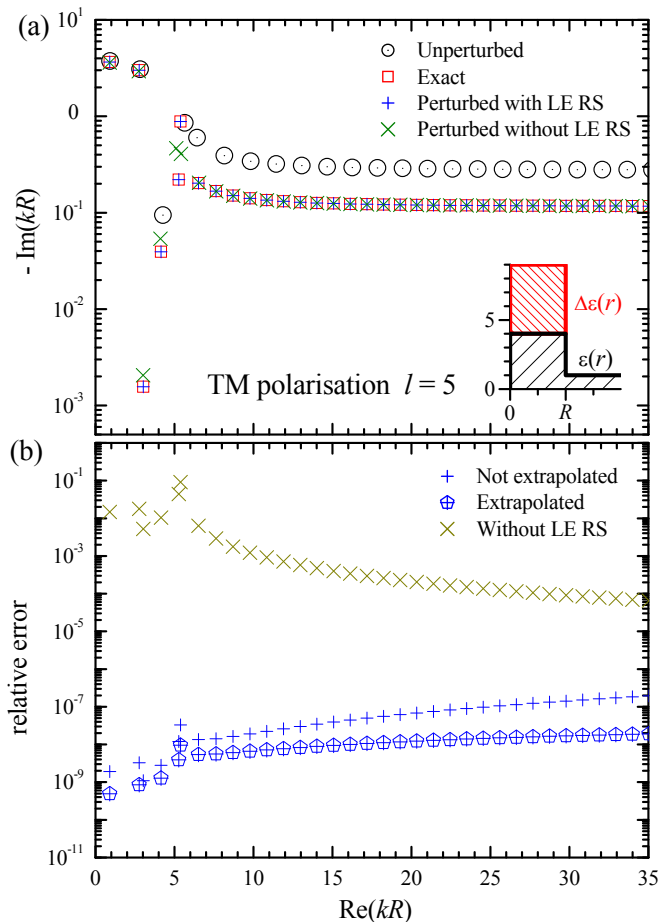 (a)
Unperturbed
Exact
Perturbed with LE RS
Perturbed without LE RS
- Im(kR)
0
10⁻¹
10⁻²
10⁻³
5
0
Δε(r)
ε(r)
0 R
TM polarisation l = 5
(b)
Not extrapolated
Extrapolated
Without LE RS
relative error
10⁻¹
10⁻³
10⁻⁵
10⁻⁷
10⁻⁹
10⁻¹¹
0 5 10 15 20 25 30 35
Re(kR)